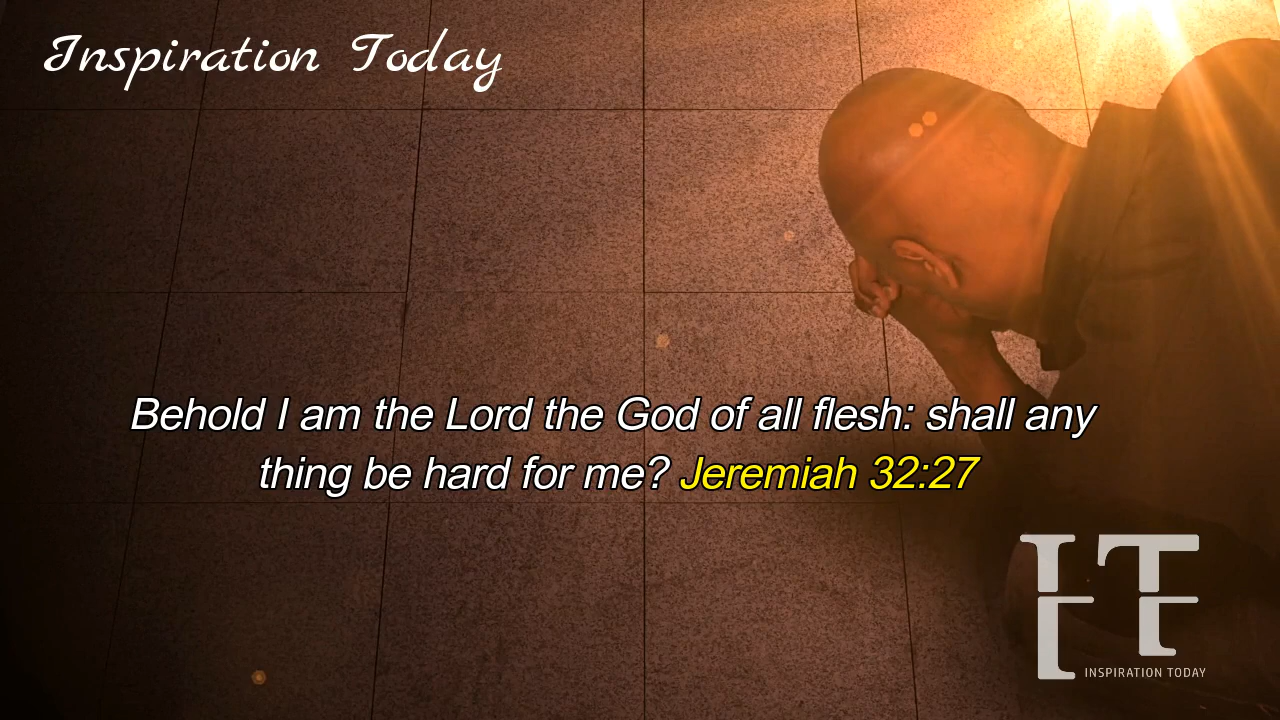 Inspiration Today
Behold I am the Lord the God of all flesh: shall any
thing be hard for me? Jeremiah 32:27
IT
INSPIRATION TODAY